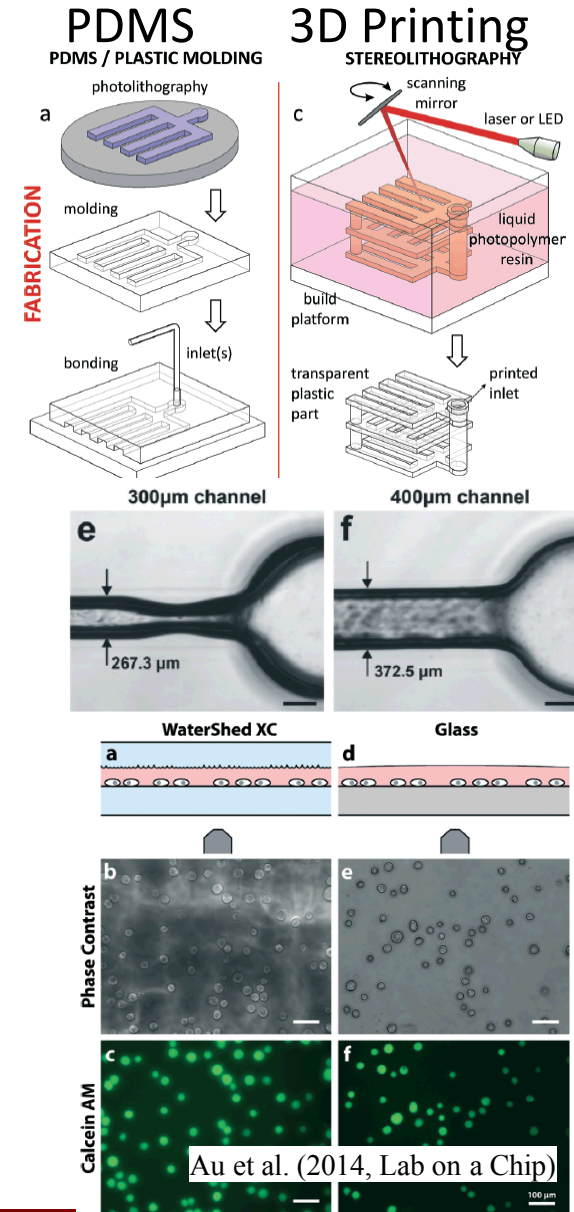 PDMS
PDMS / PLASTIC MOLDING
3D Printing
STEREOLITHOGRAPHY
FABRICATION
a
photolithography
molding
bonding
inlet(s)
c
scanning
mirror
laser or LED
liquid
photopolymer
resin
build
platform
transparent
plastic
part
printed
inlet
300μm channel
400μm channel
e
267.3 μm
f
372.5 μm
WaterShed XC
Glass
a
d
Phase Contrast
b
e
Calcein AM
c
f
Au et al. (2014, Lab on a Chip)
100 μm